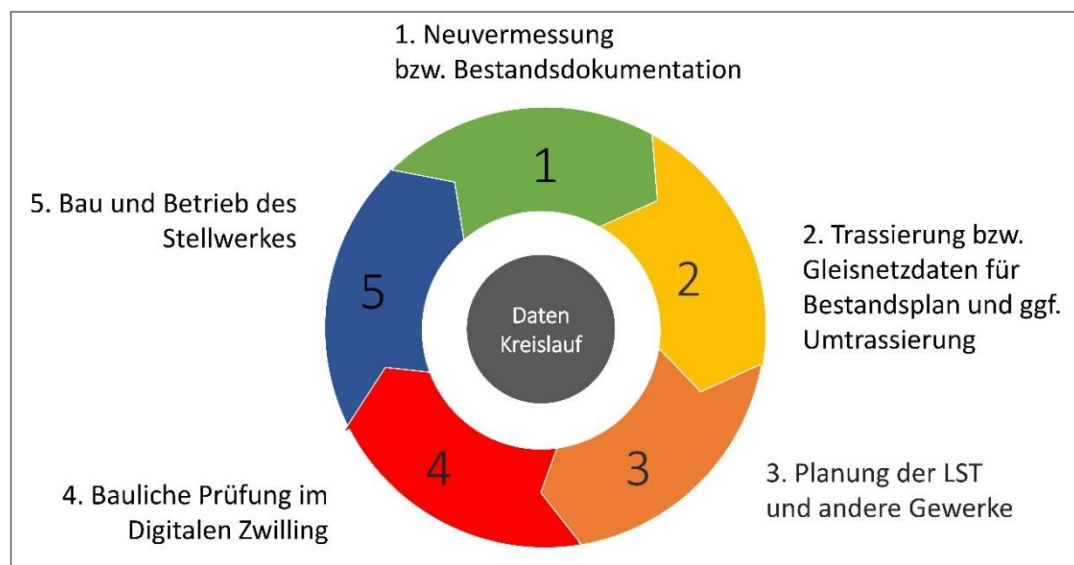 1. Neuvermessung
bzw. Bestandsdokumentation
1
2
2. Trassierung bzw.
Gleisnetzdaten für
Bestandsplan und ggf.
Umtrassierung
3
3. Planung der LST
und andere Gewerke
4
4. Bauliche Prüfung im
Digitalen Zwilling
5
5. Bau und Betrieb des
Stellwerkes
Daten
Kreislauf